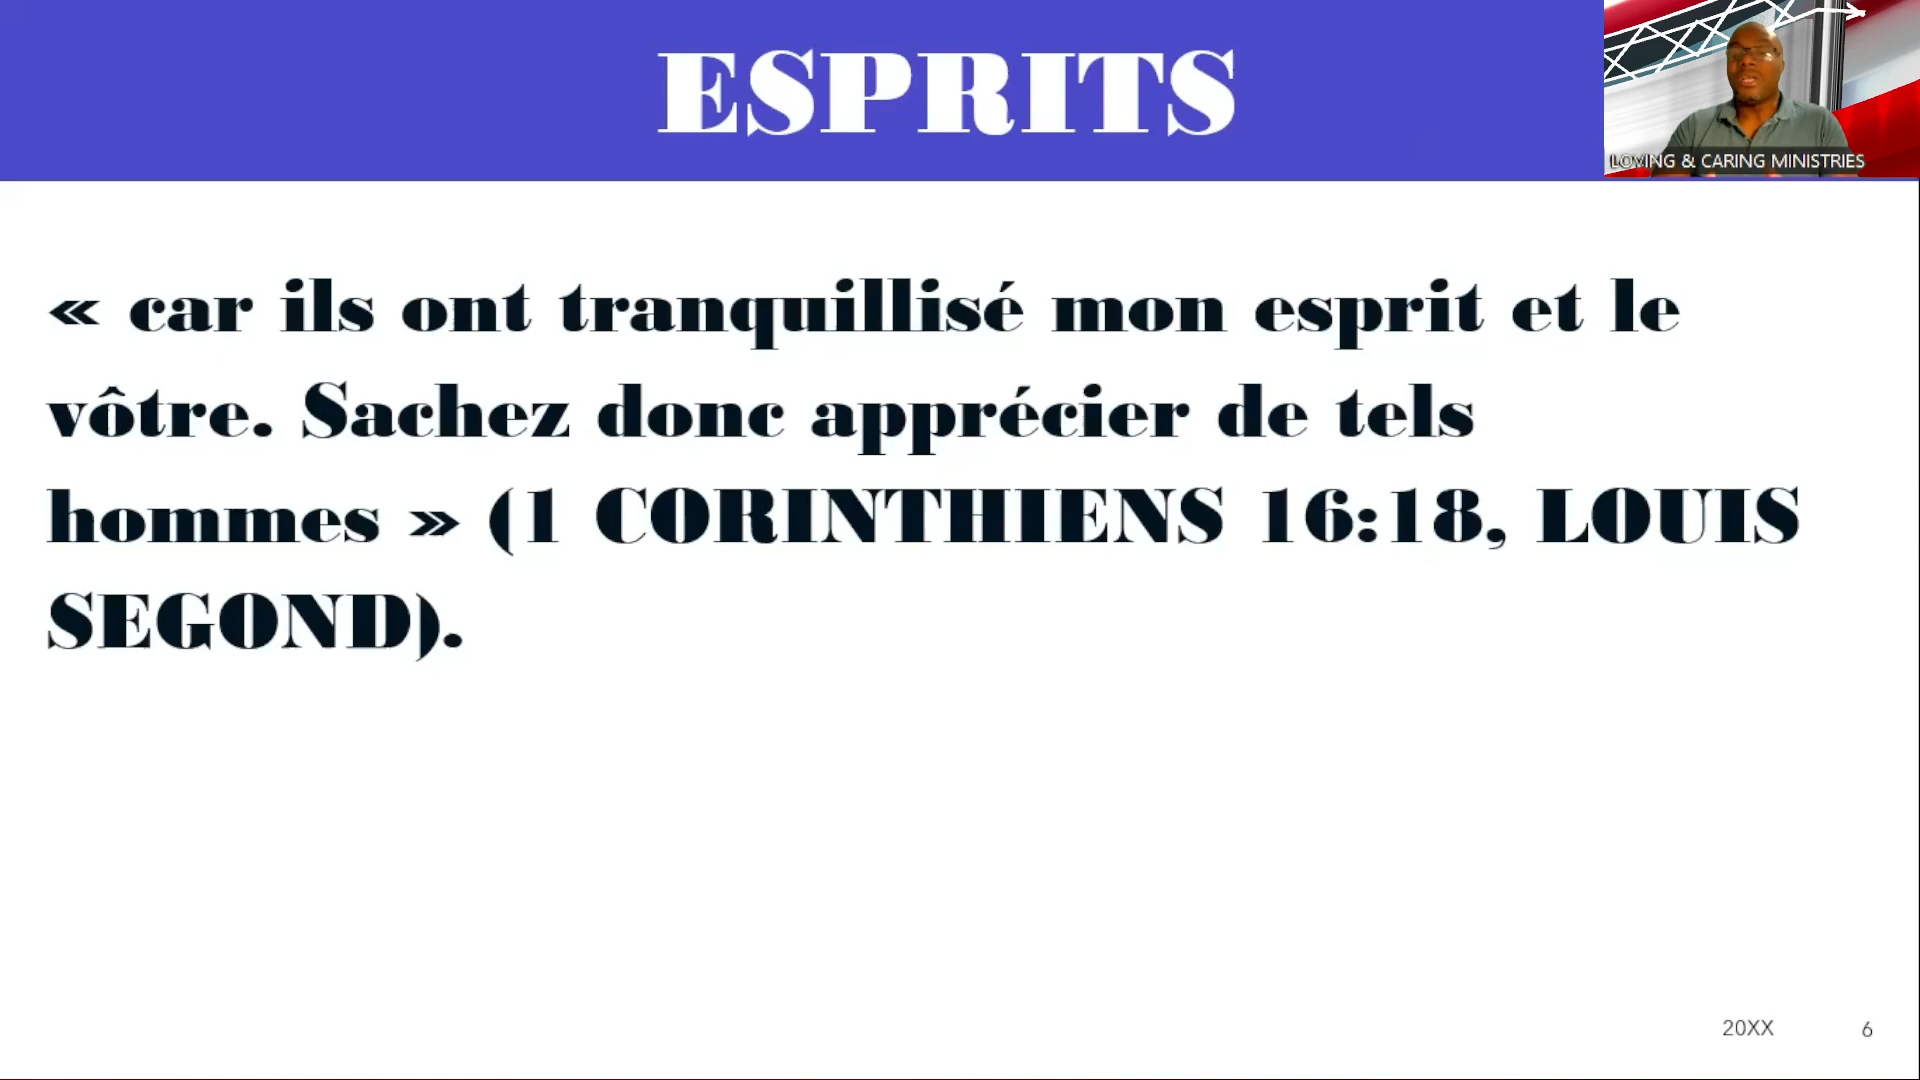 ESPRITS
LOVING & CARING MINISTRIES
« car ils ont tranquillisé mon esprit et le
vôtre. Sachez donc apprécier de tels
hommes » (1 CORINTHIENS 16:18, LOUIS
SEGOND).
20XX 6